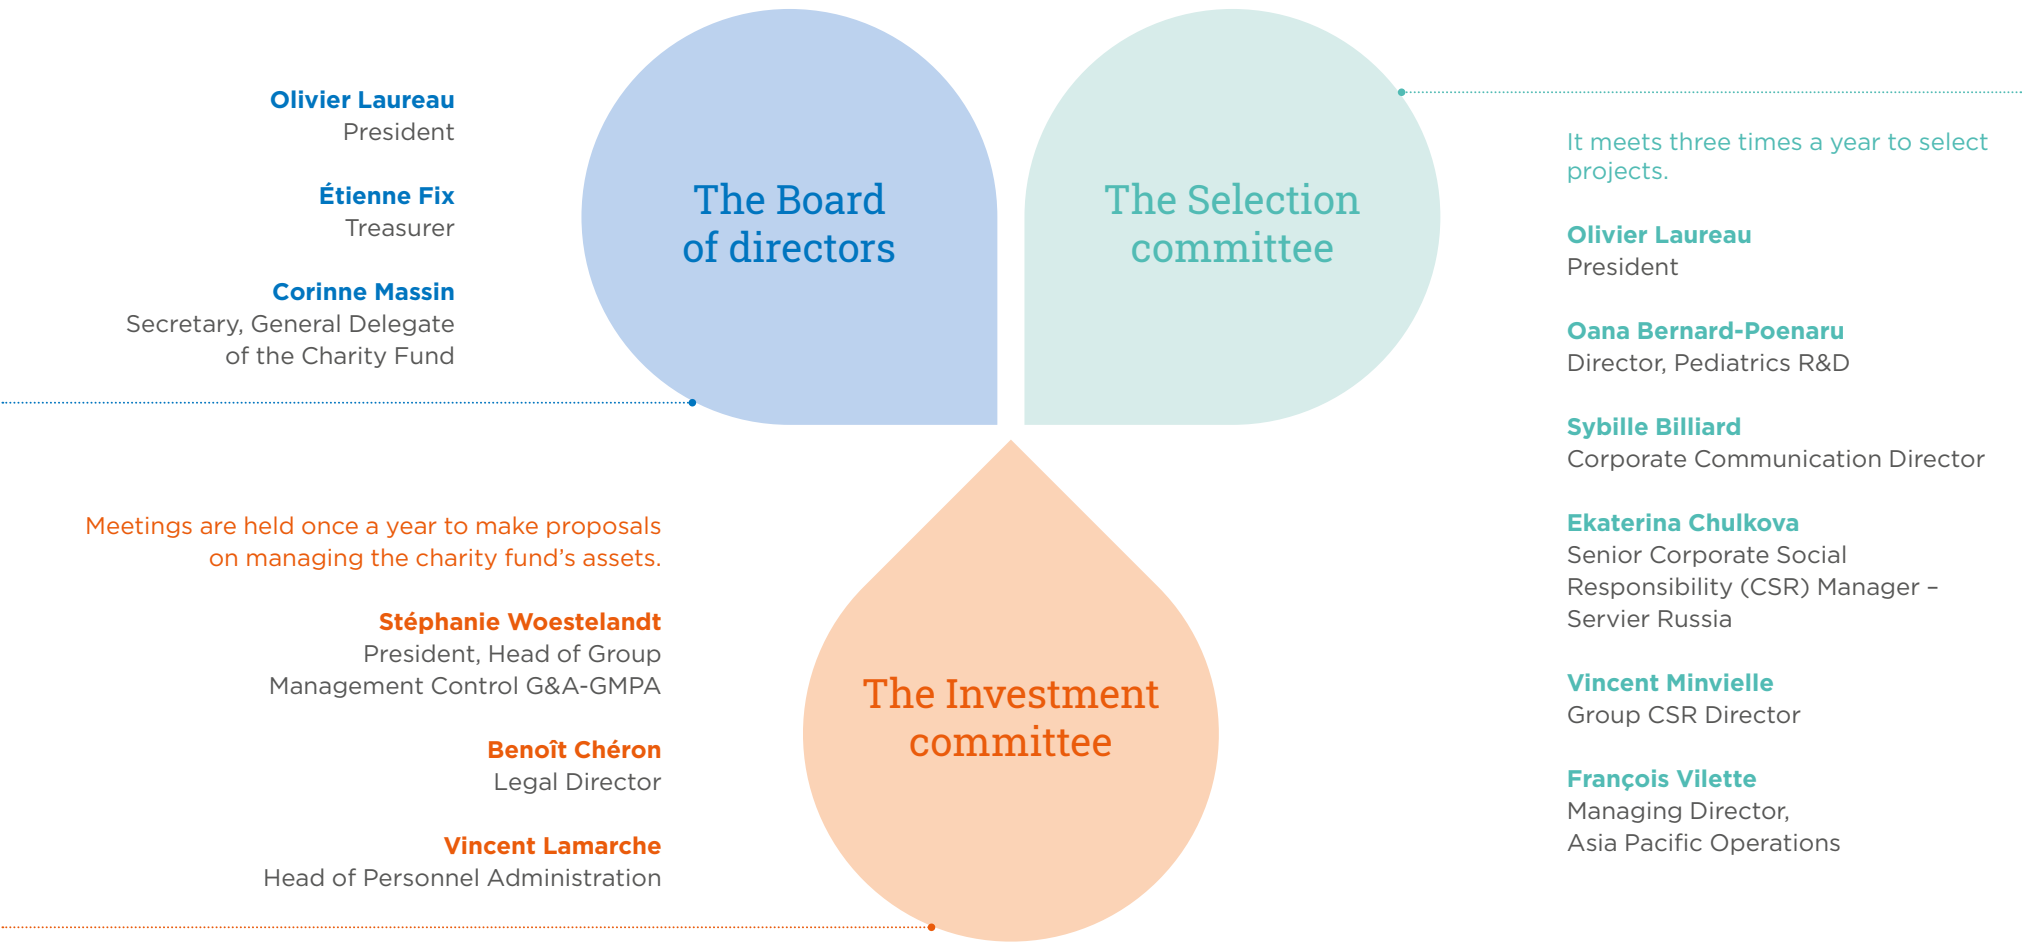 Olivier Laureau
President
Étienne Fix
Treasurer
Corinne Massin
Secretary, General Delegate
of the Charity Fund
The Board
of directors
The Selection
committee
It meets three times a year to select
projects.
Olivier Laureau
President
Oana Bernard-Poenaru
Director, Pediatrics R&D
Sybille Billiard
Corporate Communication Director
Ekaterina Chulkova
Senior Corporate Social
Responsibility (CSR) Manager –
Servier Russia
Vincent Minvielle
Group CSR Director
François Vilette
Managing Director,
Asia Pacific Operations
Meetings are held once a year to make proposals
on managing the charity fund’s assets.
Stéphanie Woestelandt
President, Head of Group
Management Control G&A-GMPA
Benoît Chéron
Legal Director
Vincent Lamarche
Head of Personnel Administration
The Investment
committee